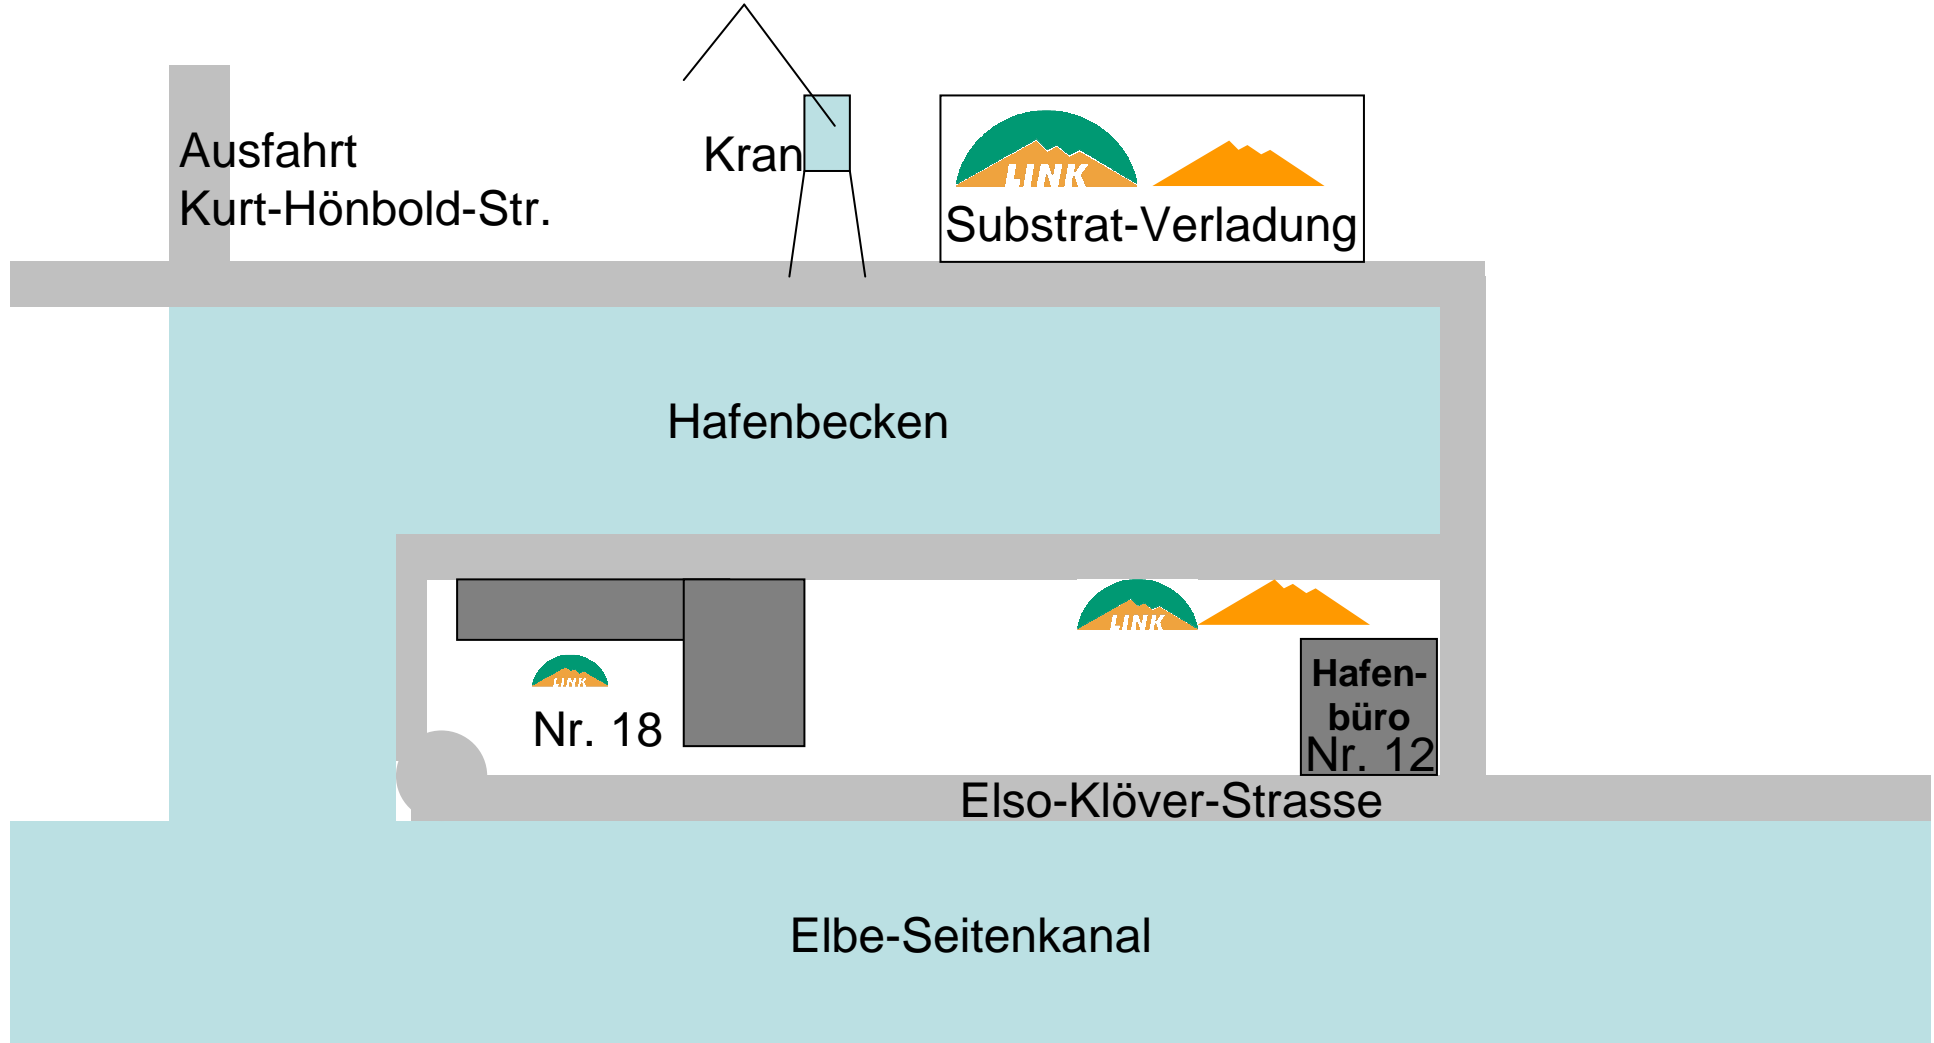 Ausfahrt
Kurt-Hönbold-Str.
Kran
LINK
Substrat-Verladung
Hafenbecken
LINK
LINK
Nr. 18
Hafen-
büro
Nr. 12
Elso-Klöver-Strasse
Elbe-Seitenkanal